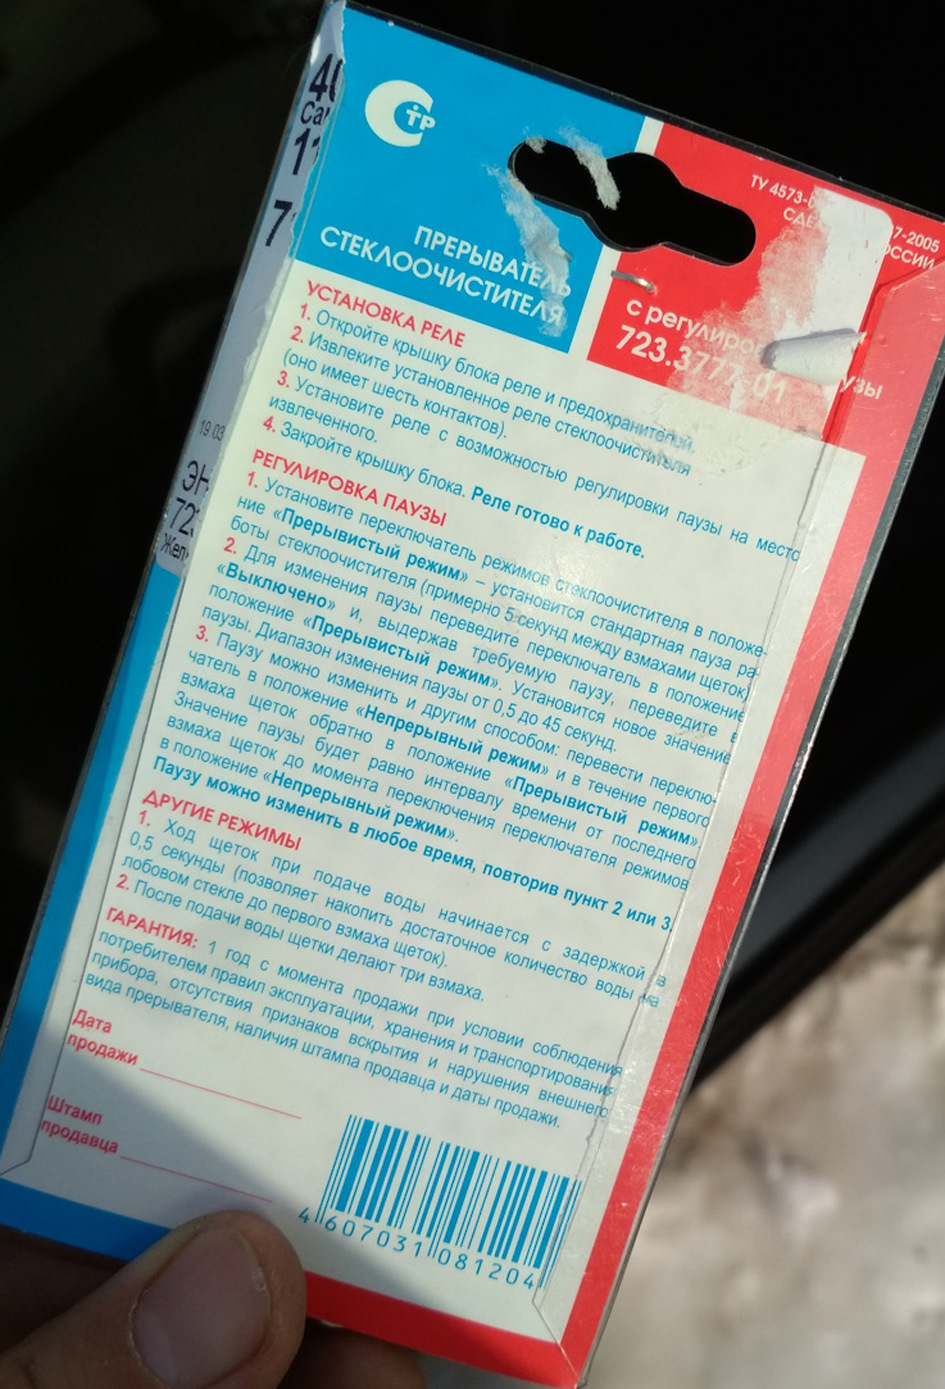 стр
ПРЕРЫВАТЕЛЬ
СТЕКЛООЧИСТИТЕЛЯ
ТУ 4573-
7-2005
с регулиро
723.3777-01
узы
УСТАНОВКА РЕЛЕ
1. Откройте крышку блока реле и предохранителей.
2. Извлеките установленное реле стеклоочистителя
(оно имеет шесть контактов).
3. Установите реле с возможностью регулировки паузы на место
извлеченного.
4. Закройте крышку блока. Реле готово к работе.
РЕГУЛИРОВКА ПАУЗЫ
1. Установите переключатель режимов стеклоочистителя в положе-
ние «Прерывистый режим» – установится стандартная пауза ра-
боты стеклоочистителя (примерно 5 секунд между взмахами щеток).
2. Для изменения паузы переведите переключатель в положение
«Выключено» и, выдержав требуемую паузу, переведите в
положение «Прерывистый режим». Установится новое значение
паузы. Диапазон изменения паузы от 0,5 до 45 секунд.
3. Паузу можно изменить и другим способом: перевести переклю-
чатель в положение «Непрерывный режим» и в течение первого
взмаха щеток обратно в положение «Прерывистый режим».
Значение паузы будет равно интервалу времени от последнего
взмаха щеток до момента переключения переключателя режимов
в положение «Непрерывный режим».
Паузу можно изменить в любое время, повторив пункт 2 или 3.
ДРУГИЕ РЕЖИМЫ
1. Ход щеток при подаче воды начинается с задержкой в
0,5 секунды (позволяет накопить достаточное количество воды на
лобовом стекле до первого взмаха щеток).
2. После подачи воды щетки делают три взмаха.
ГАРАНТИЯ: 1 год с момента продажи при условии соблюдения
потребителем правил эксплуатации, хранения и транспортирования
прибора, отсутствия признаков вскрытия и нарушения внешнего
вида прерывателя, наличия штампа продавца и даты продажи.
Дата
продажи
Штамп
продавца
4 607031 081204
19 03